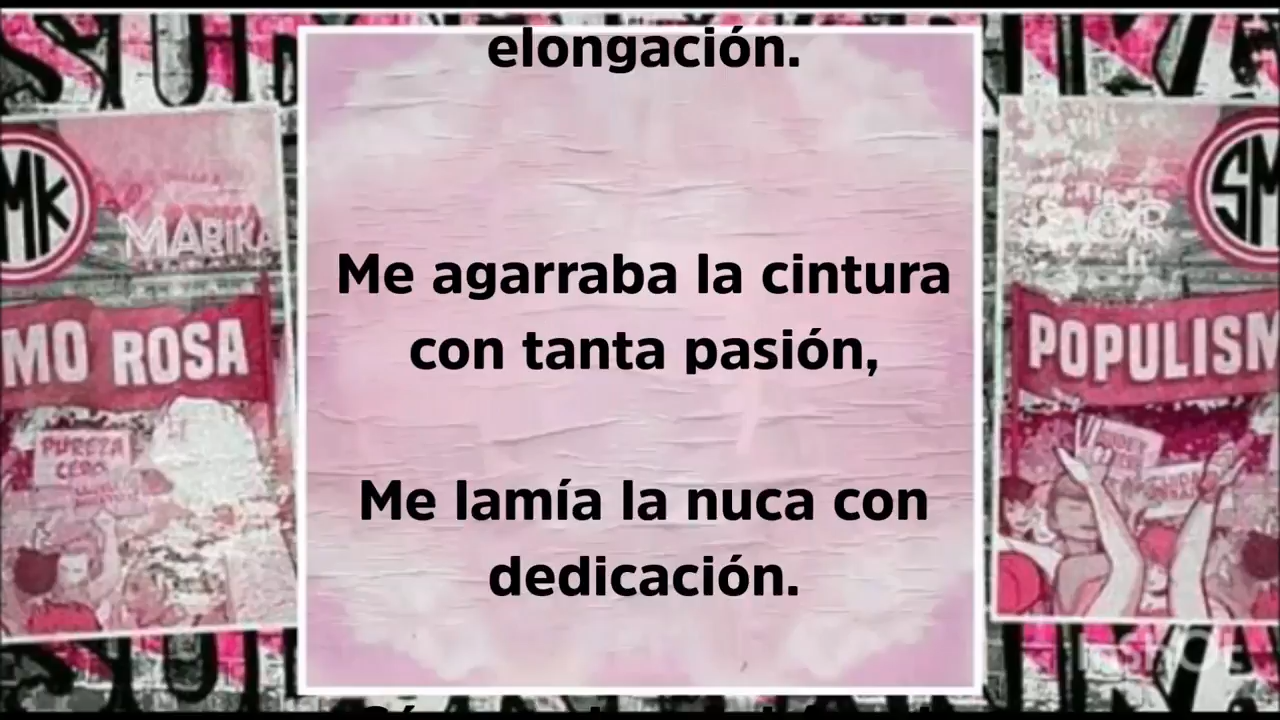 elongación.
Me agarraba la cintura
con tanta pasión,
Me lamía la nuca con
dedicación.
MK
MARIKA
MO ROSA
PUREZA
CERO
SM
POPULISM
InShOt